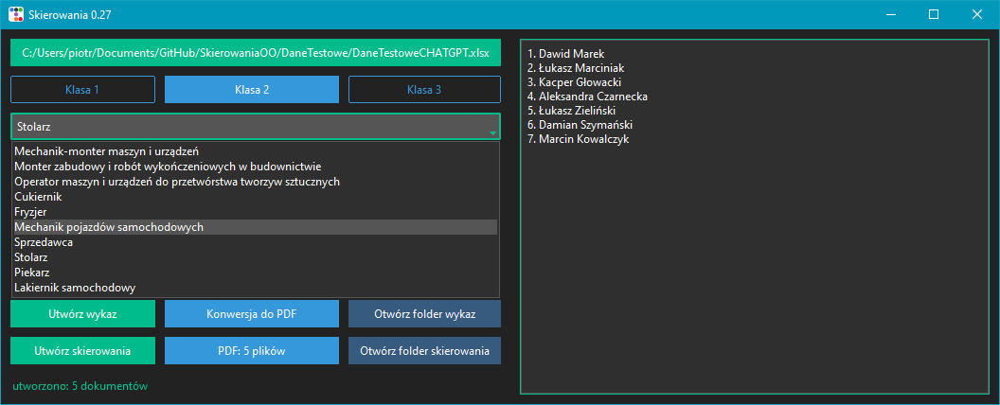 Skierowania 0.27
C:/Users/piotr/Documents/GitHub/SkierowaniaOO/DaneTestowe/DaneTestoweCHATGPT.xlsx
Klasa 1
Klasa 2
Klasa 3
Stolarz
Mechanik-monter maszyn i urządzeń
Monter zabudowy i robót wykończeniowych w budownictwie
Operator maszyn i urządzeń do przetwórstwa tworzyw sztucznych
Cukiernik
Fryzjer
Mechanik pojazdów samochodowych
Sprzedawca
Stolarz
Piekarz
Lakiernik samochodowy
Utwórz wykaz
Konwersja do PDF
Otwórz folder wykaz
Utwórz skierowania
PDF: 5 plików
Otwórz folder skierowania
utworzono: 5 dokumentów
1. Dawid Marek
2. Łukasz Marciniak
3. Kacper Głowacki
4. Aleksandra Czarnecka
5. Łukasz Zieliński
6. Damian Szymański
7. Marcin Kowalczyk